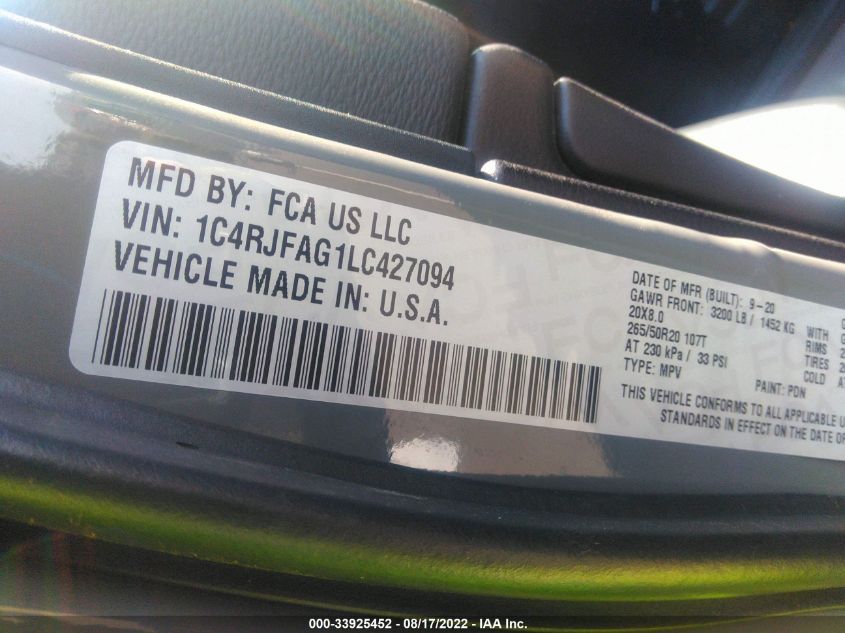 MFD BY: FCA US LLC
VIN: 1C4RJFAG1LC427094
VEHICLE MADE IN: U.S.A.
DATE OF MFR (BUILT): 9-20
GAWR FRONT: 3200 LB / 1452 KG WITH
20X8.0 RIMS
265/50R20 107T TIRES
AT 230 kPa / 33 PSI COLD
TYPE: MPV PAINT: PDN
THIS VEHICLE CONFORMS TO ALL APPLICABLE
STANDARDS IN EFFECT ON THE DATE OF
000-33925452 - 08/17/2022 - IAA Inc.